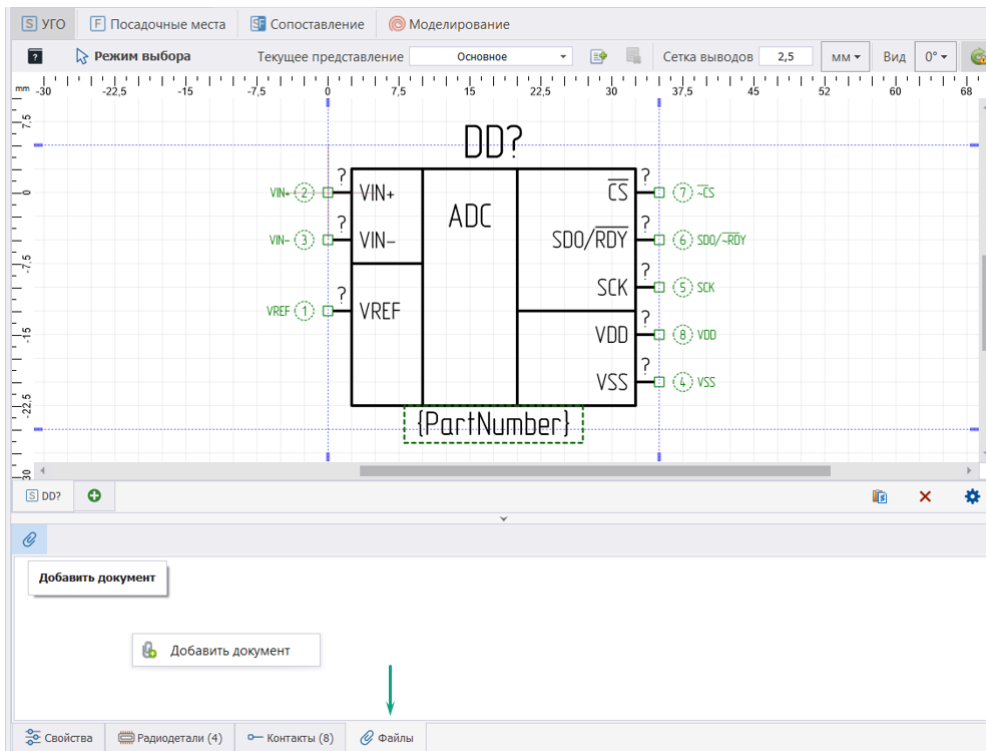 S УГО F Посадочные места SF Сопоставление Моделирование
? Режим выбора Текущее представление Основное Сетка выводов 2,5 мм Вид 0°
mm -30 -22,5 -15 -7,5 0 7,5 15 22,5 30 37,5 45 52 60 68
7,5
0
-7,5
-15
-22,5
30
DD?
VIN+ 2 ? VIN+ ADC C̅S̅ ? 7 ~C̅S̅
VIN- 3 ? VIN- SDO/R̅D̅Y̅ ? 6 SDO/~R̅D̅Y̅
SCK ? 5 SCK
VREF 1 ? VREF
VDD ? 8 VDD
VSS ? 4 VSS
{PartNumber}
S DD?
Добавить документ
Добавить документ
Свойства Радиодетали (4) Контакты (8) Файлы